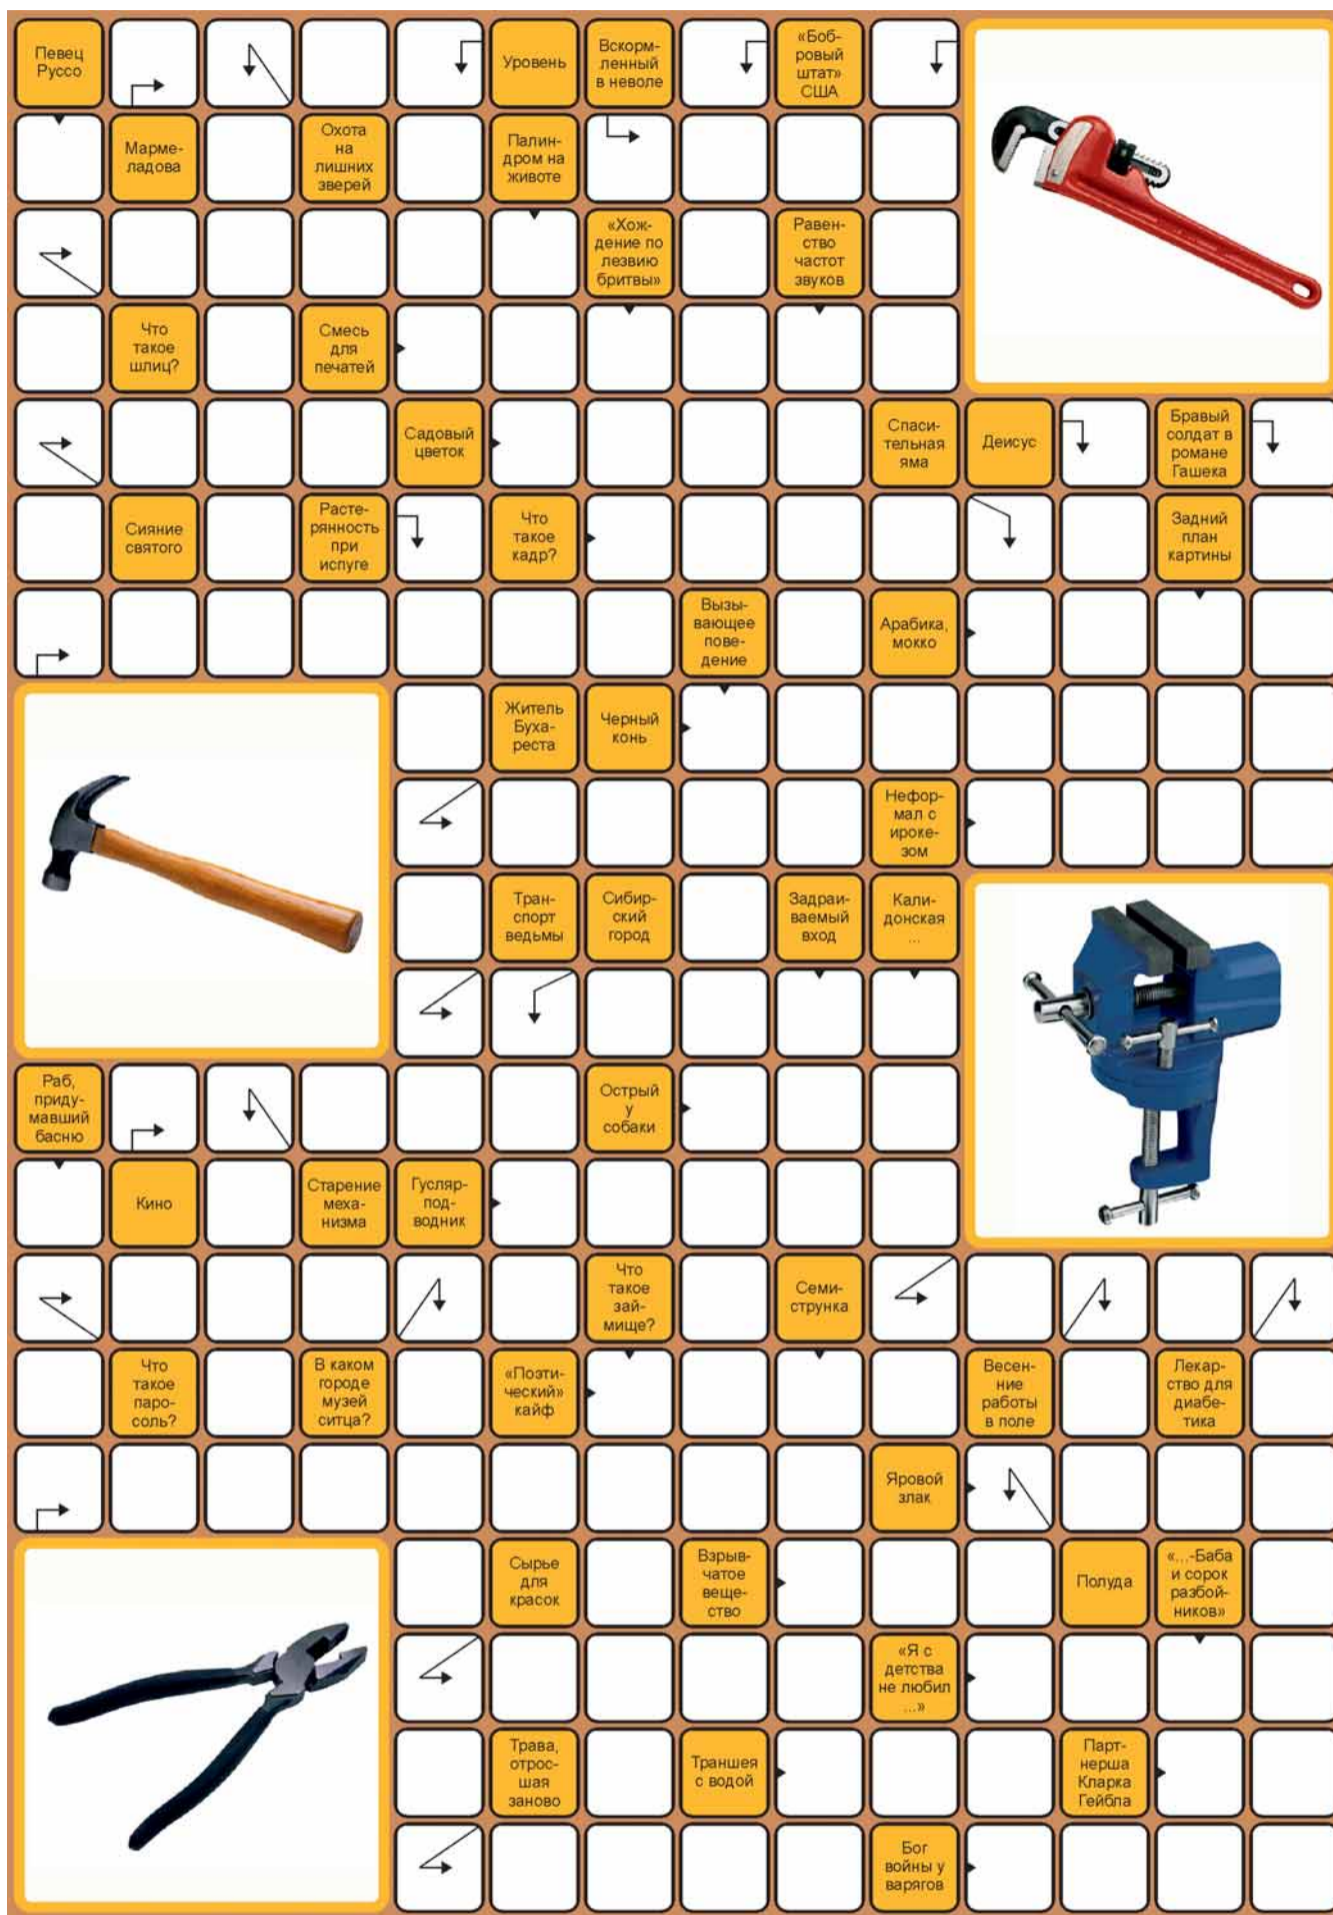 Певец
Руссо
Уровень
Вскорм-
ленный
в неволе
«Боб-
ровый
штат»
США
Марме-
ладова
Охота
на
лишних
зверей
Палин-
дром на
животе
«Хож-
дение по
лезвию
бритвы»
Равен-
ство
частот
звуков
Что
такое
шлиц?
Смесь
для
печатей
Садовый
цветок
Спаси-
тельная
яма
Деисус
Бравый
солдат в
романе
Гашека
Сияние
святого
Расте-
рянность
при
испуге
Что
такое
кадр?
Задний
план
картины
Вызы-
вающее
пове-
дение
Арабика,
мокко
Житель
Буха-
реста
Черный
конь
Нефор-
мал с
ироке-
зом
Тран-
спорт
ведьмы
Сибир-
ский
город
Задраи-
ваемый
вход
Кали-
донская
...
Раб,
приду-
мавший
басню
Острый
у
собаки
Кино
Старение
меха-
низма
Гусляр-
под-
водник
Что
такое
зай-
мище?
Семи-
струнка
Что
такое
паро-
соль?
В каком
городе
музей
ситца?
«Поэти-
ческий»
кайф
Весен-
ние
работы
в поле
Лекар-
ство для
диабе-
тика
Яровой
злак
Сырье
для
красок
Взрыв-
чатое
веще-
ство
Полуда
«...-Баба
и сорок
разбой-
ников»
«Я с
детства
не любил
...»
Трава,
отрос-
шая
заново
Траншея
с водой
Парт-
нерша
Кларка
Гейбла
Бог
войны у
варягов